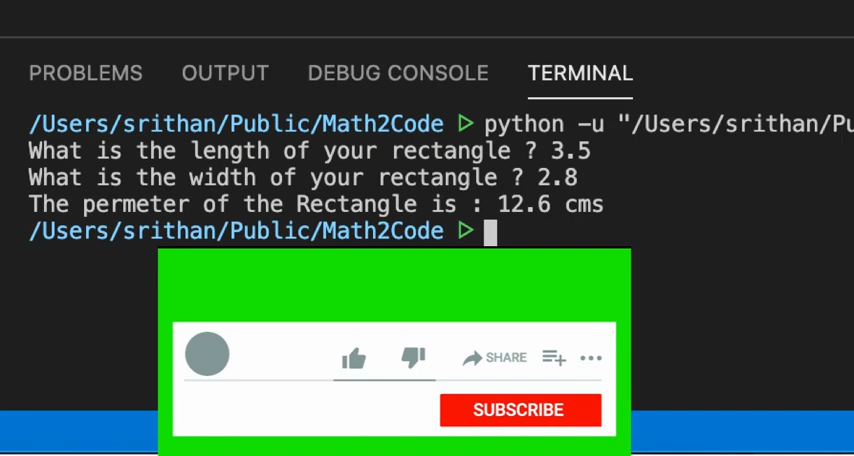 PROBLEMS OUTPUT DEBUG CONSOLE TERMINAL
/Users/srithan/Public/Math2Code ▷ python -u "/Users/srithan/Pu
What is the length of your rectangle ? 3.5
What is the width of your rectangle ? 2.8
The permeter of the Rectangle is : 12.6 cms
/Users/srithan/Public/Math2Code ▷
SHARE
SUBSCRIBE